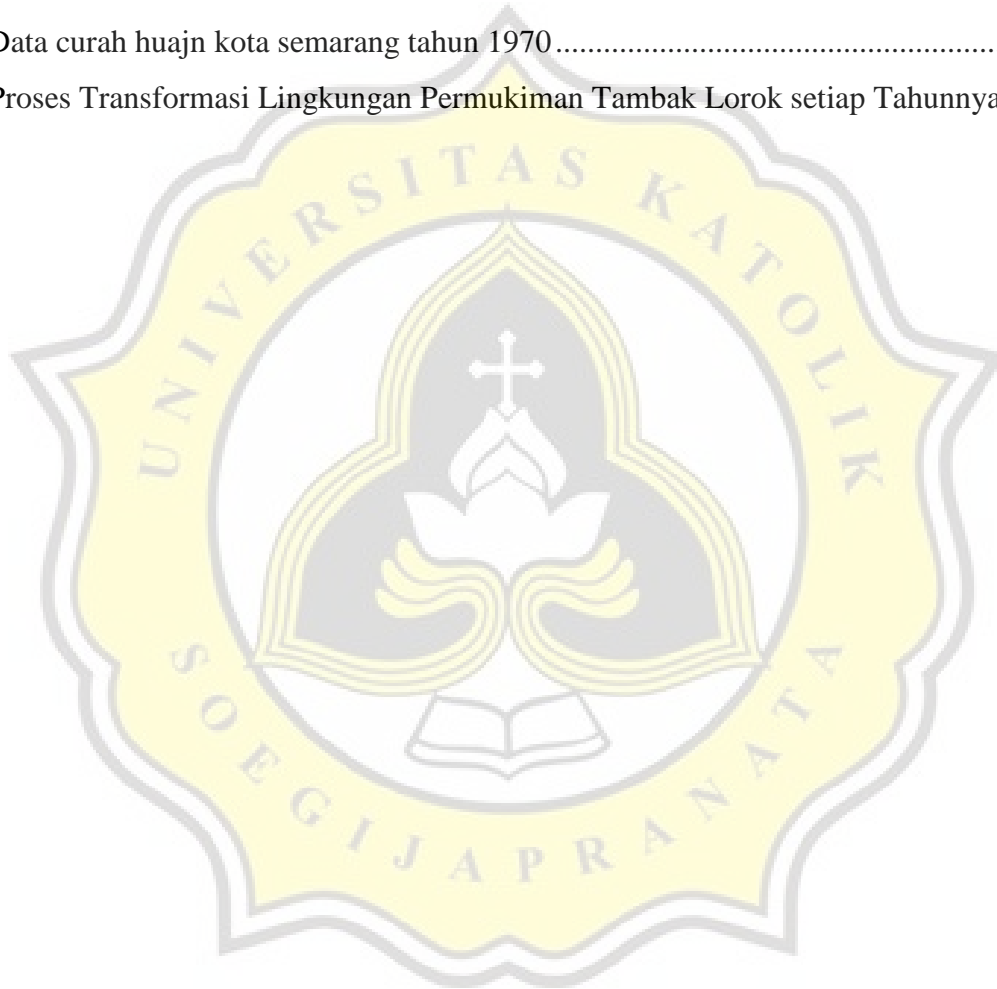 Data curah huajn kota semarang tahun 1970.........................................................
Proses Transformasi Lingkungan Permukiman Tambak Lorok setiap Tahunnya
UNIVERSITAS KATOLIK
SOEGIJAPRANATA